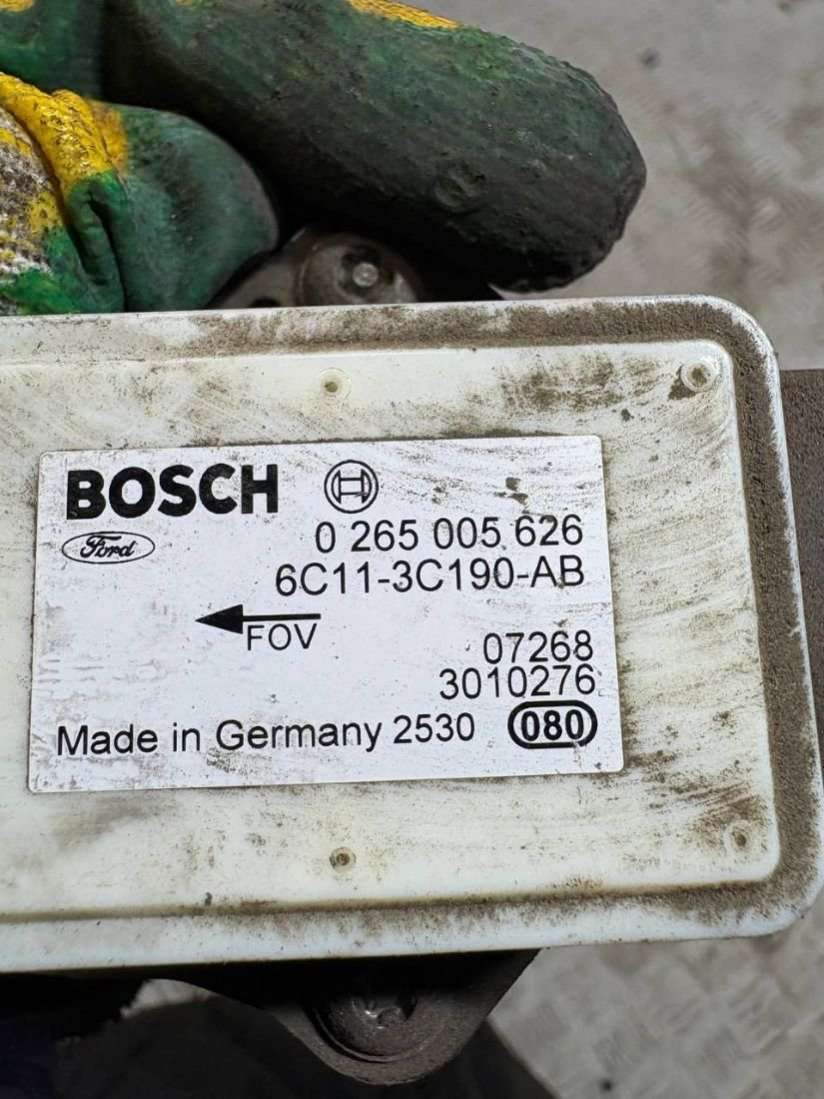 BOSCH
Ford
0 265 005 626
6C11-3C190-AB
FOV
07268
3010276
Made in Germany 2530 080